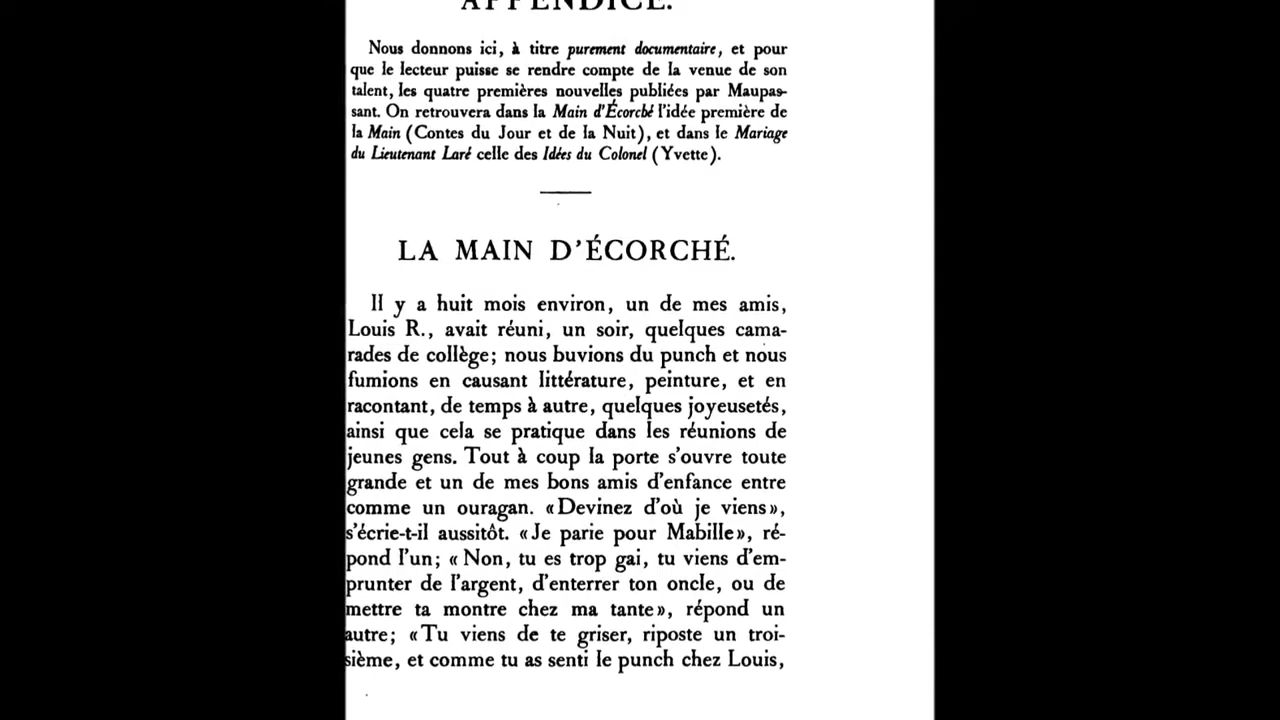 APPENDICE.
Nous donnons ici, à titre purement documentaire, et pour
que le lecteur puisse se rendre compte de la venue de son
talent, les quatre premières nouvelles publiées par Maupas-
sant. On retrouvera dans la Main d'Écorché l'idée première de
la Main (Contes du Jour et de la Nuit), et dans le Mariage
du Lieutenant Laré celle des Idées du Colonel (Yvette).
LA MAIN D'ÉCORCHÉ.
Il y a huit mois environ, un de mes amis,
Louis R., avait réuni, un soir, quelques cama-
rades de collège; nous buvions du punch et nous
fumions en causant littérature, peinture, et en
racontant, de temps à autre, quelques joyeusetés,
ainsi que cela se pratique dans les réunions de
jeunes gens. Tout à coup la porte s'ouvre toute
grande et un de mes bons amis d'enfance entre
comme un ouragan. «Devinez d'où je viens»,
s'écrie-t-il aussitôt. «Je parie pour Mabille», ré-
pond l'un; « Non, tu es trop gai, tu viens d'em-
prunter de l'argent, d'enterrer ton oncle, ou de
mettre ta montre chez ma tante», répond un
autre; «Tu viens de te griser, riposte un troi-
sième, et comme tu as senti le punch chez Louis,